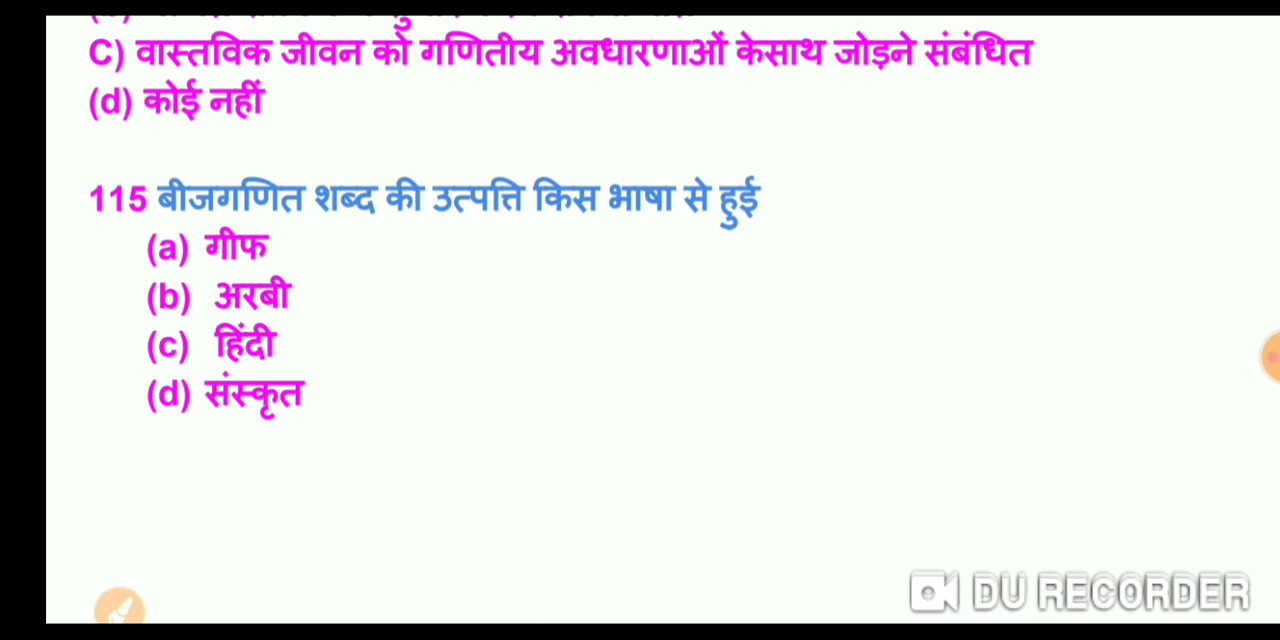 C) वास्तविक जीवन को गणितीय अवधारणाओं केसाथ जोड़ने संबंधित
(d) कोई नहीं
115 बीजगणित शब्द की उत्पत्ति किस भाषा से हुई
(a) गीफ
(b) अरबी
(c) हिंदी
(d) संस्कृत
DU RECORDER